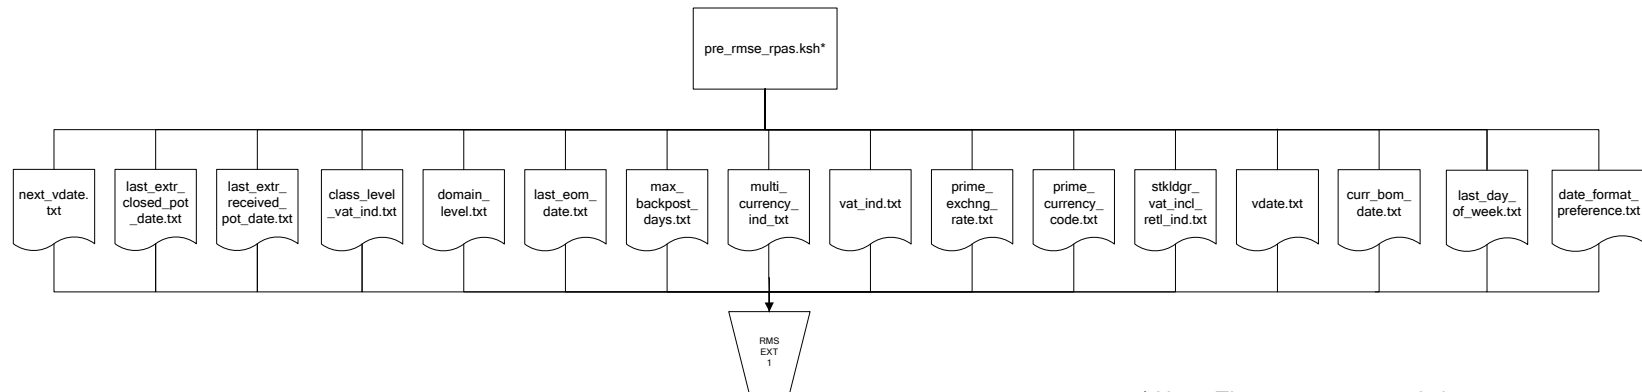 pre_rmse_rpas.ksh*
next_vdate.
txt
last_extr_
closed_pot
_date.txt
last_extr_
received_
pot_date.txt
class_level
_vat_ind.txt
domain_
level.txt
last_eom_
date.txt
max_
backpost_
days.txt
multi_
currency_
ind_txt
vat_ind.txt
prime_
exchng_
rate.txt
prime_
currency_
code.txt
stkldgr_
vat_incl_
retl_ind.txt
vdate.txt
curr_bom_
date.txt
last_day_
of_week.txt
date_format_
preference.txt
RMS
EXT
1